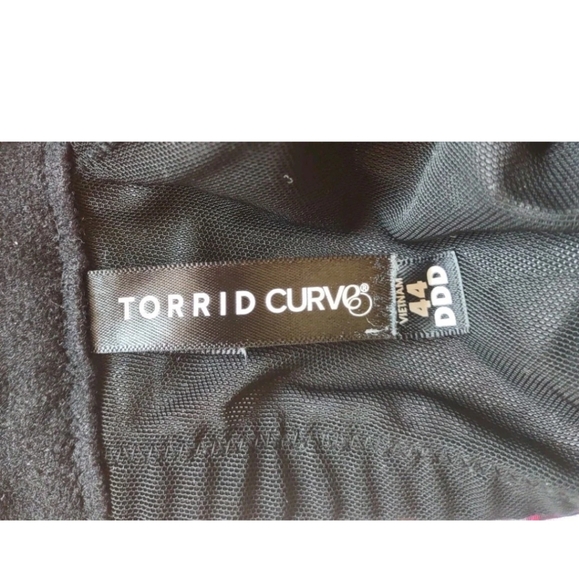 TORRID CURVE®
VIETNAM
44
DDD